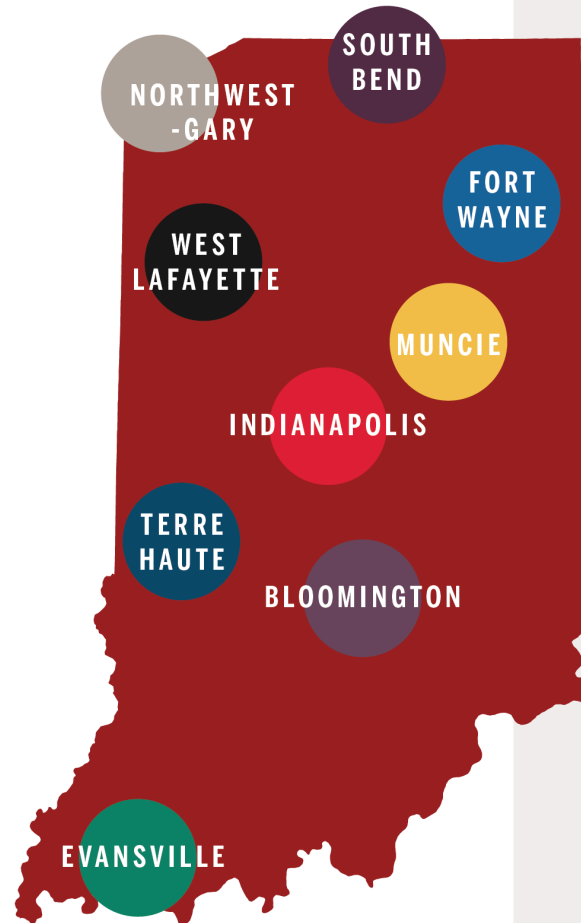 SOUTH
BEND
NORTHWEST
-GARY
FORT
WAYNE
WEST
LAFAYETTE
MUNCIE
INDIANAPOLIS
TERRE
HAUTE
BLOOMINGTON
EVANSVILLE